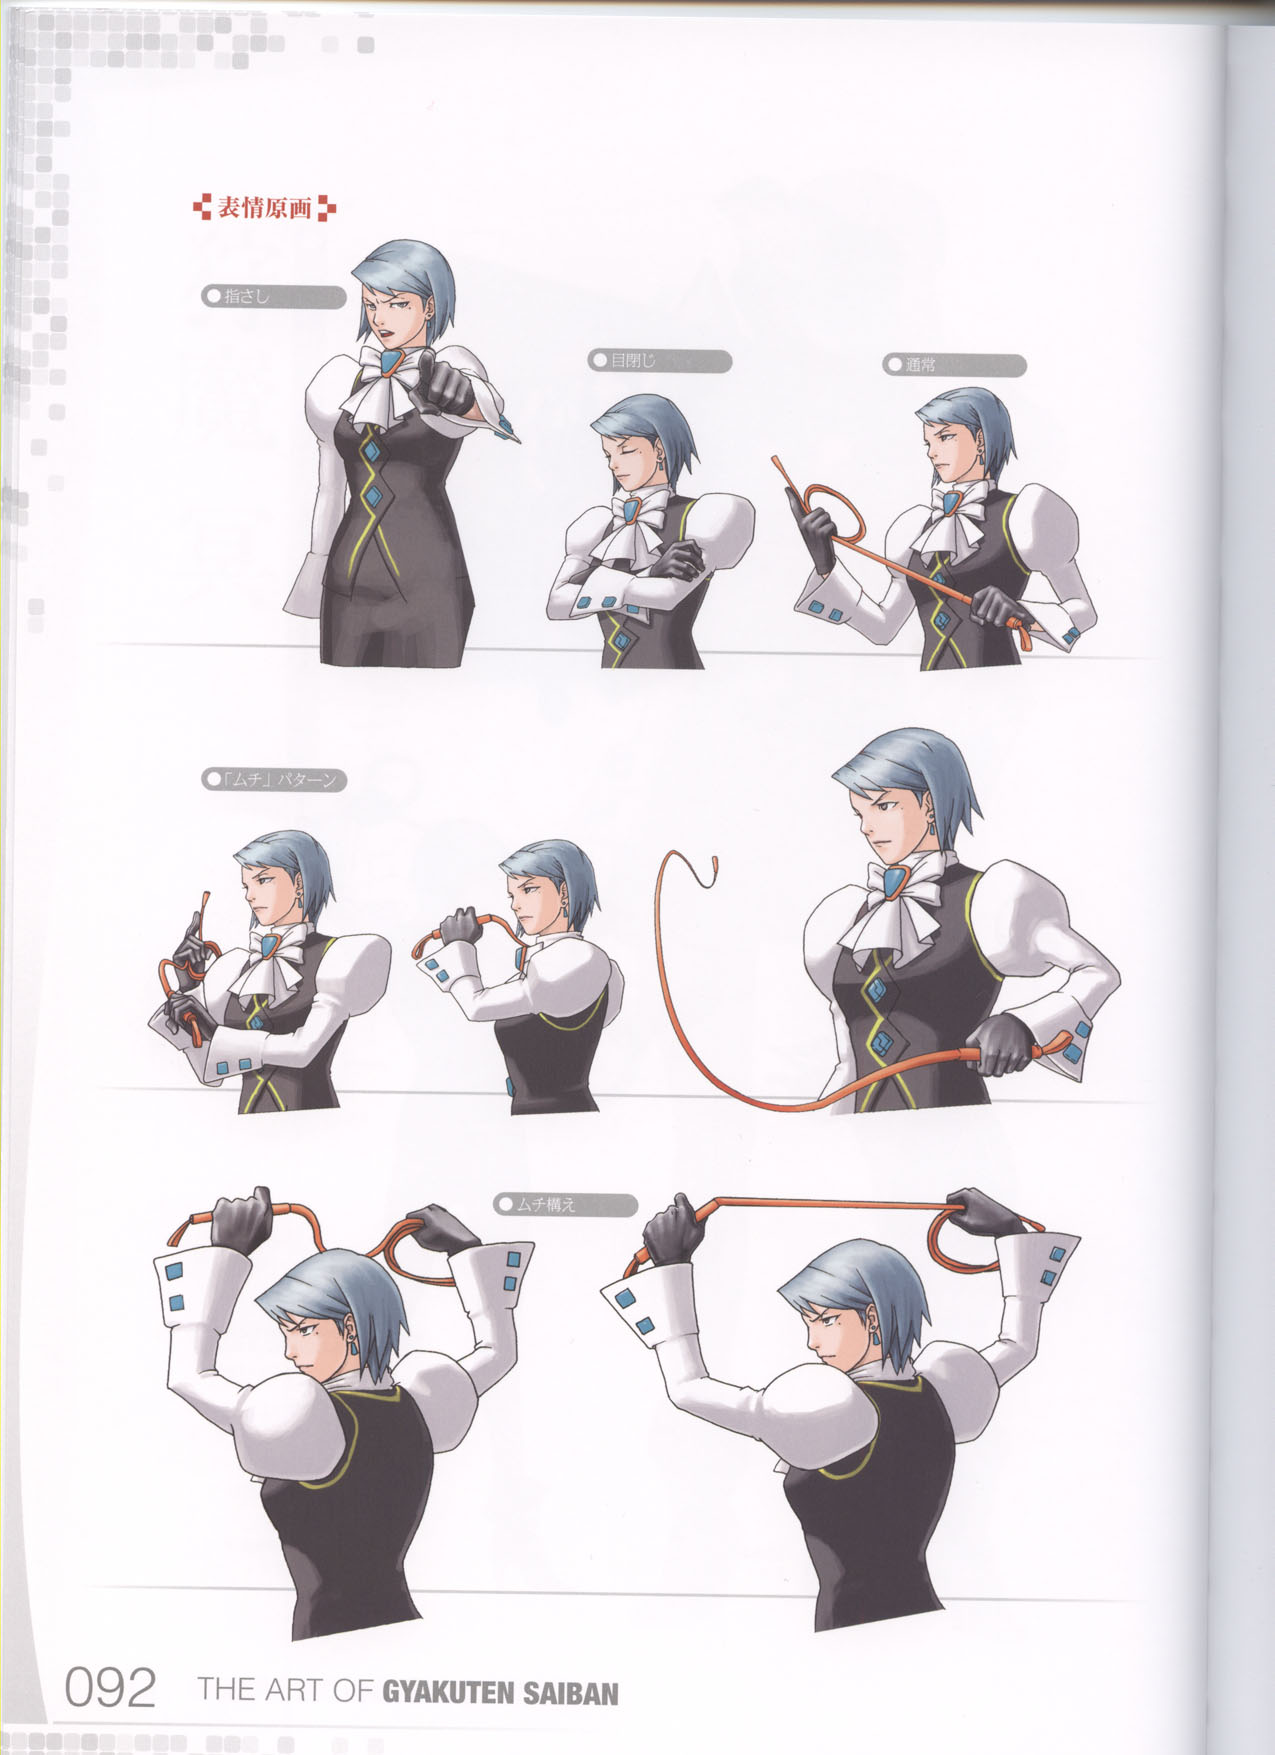 表情原画
指さし
目閉じ
通常
「ムチ」パターン
ムチ構え
092 THE ART OF GYAKUTEN SAIBAN